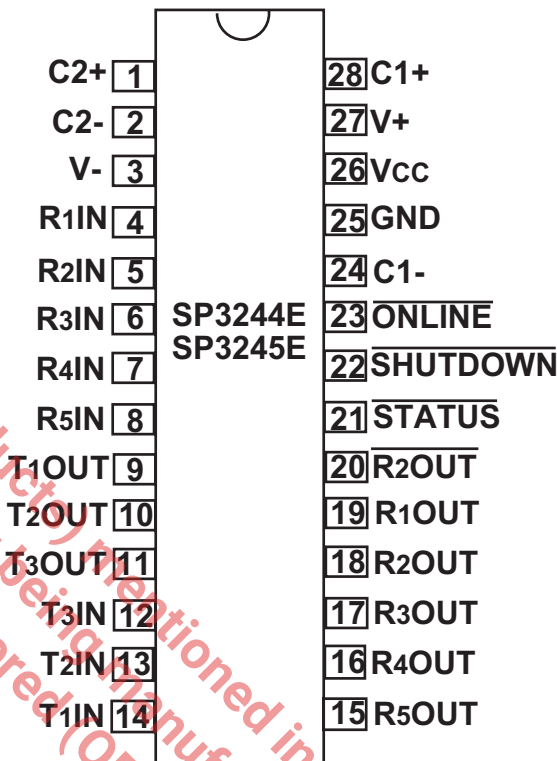 C2+ 1
C2- 2
V- 3
R1IN 4
R2IN 5
R3IN 6
R4IN 7
R5IN 8
T1OUT 9
T2OUT 10
T3OUT 11
T3IN 12
T2IN 13
T1IN 14
SP3244E
SP3245E
28 C1+
27 V+
26 VCC
25 GND
24 C1-
23 ONLINE
22 SHUTDOWN
21 STATUS
20 R2OUT
19 R1OUT
18 R2OUT
17 R3OUT
16 R4OUT
15 R5OUT
mentioned in
being